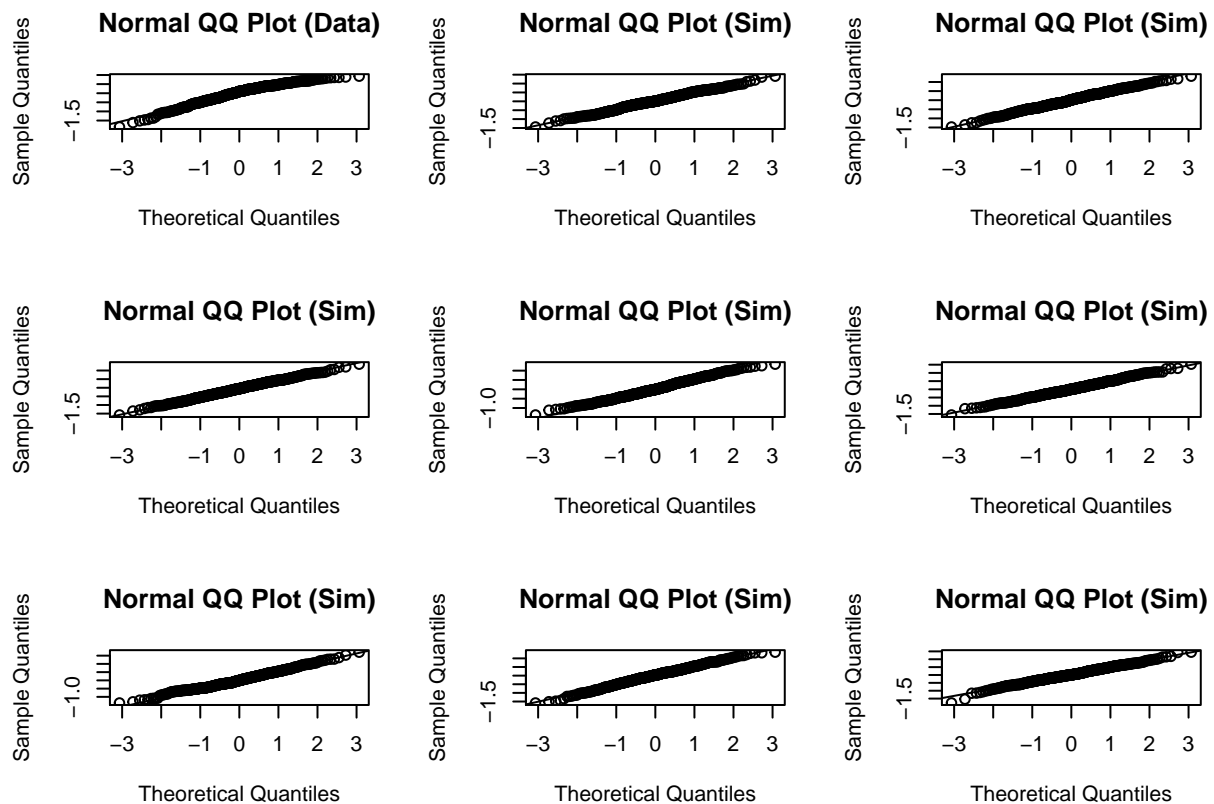 Normal QQ Plot (Data)
Sample Quantiles
−1.5
−3 −1 0 1 2 3
Theoretical Quantiles
Normal QQ Plot (Sim)
Sample Quantiles
−1.5
−3 −1 0 1 2 3
Theoretical Quantiles
Normal QQ Plot (Sim)
Sample Quantiles
−1.5
−3 −1 0 1 2 3
Theoretical Quantiles
Normal QQ Plot (Sim)
Sample Quantiles
−1.5
−3 −1 0 1 2 3
Theoretical Quantiles
Normal QQ Plot (Sim)
Sample Quantiles
−1.0
−3 −1 0 1 2 3
Theoretical Quantiles
Normal QQ Plot (Sim)
Sample Quantiles
−1.5
−3 −1 0 1 2 3
Theoretical Quantiles
Normal QQ Plot (Sim)
Sample Quantiles
−1.0
−3 −1 0 1 2 3
Theoretical Quantiles
Normal QQ Plot (Sim)
Sample Quantiles
−1.5
−3 −1 0 1 2 3
Theoretical Quantiles
Normal QQ Plot (Sim)
Sample Quantiles
−1.5
−3 −1 0 1 2 3
Theoretical Quantiles